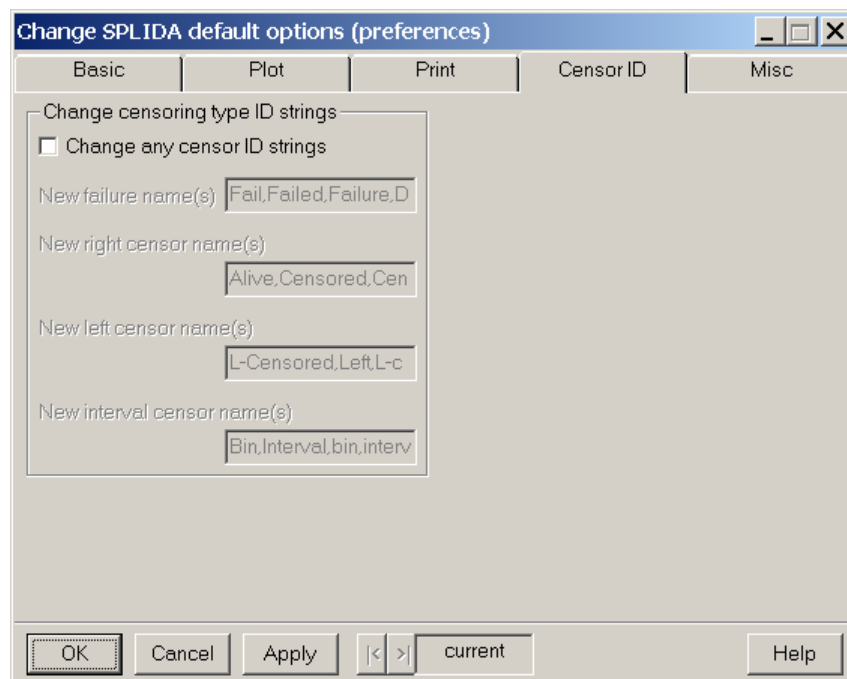 Change SPLIDA default options (preferences)
Basic Plot Print Censor ID Misc
Change censoring type ID strings
Change any censor ID strings
New failure name(s) Fail,Failed,Failure,D
New right censor name(s)
Alive,Censored,Cen
New left censor name(s)
L-Censored,Left,L-c
New interval censor name(s)
Bin,Interval,bin,interv
OK Cancel Apply |< >| current Help